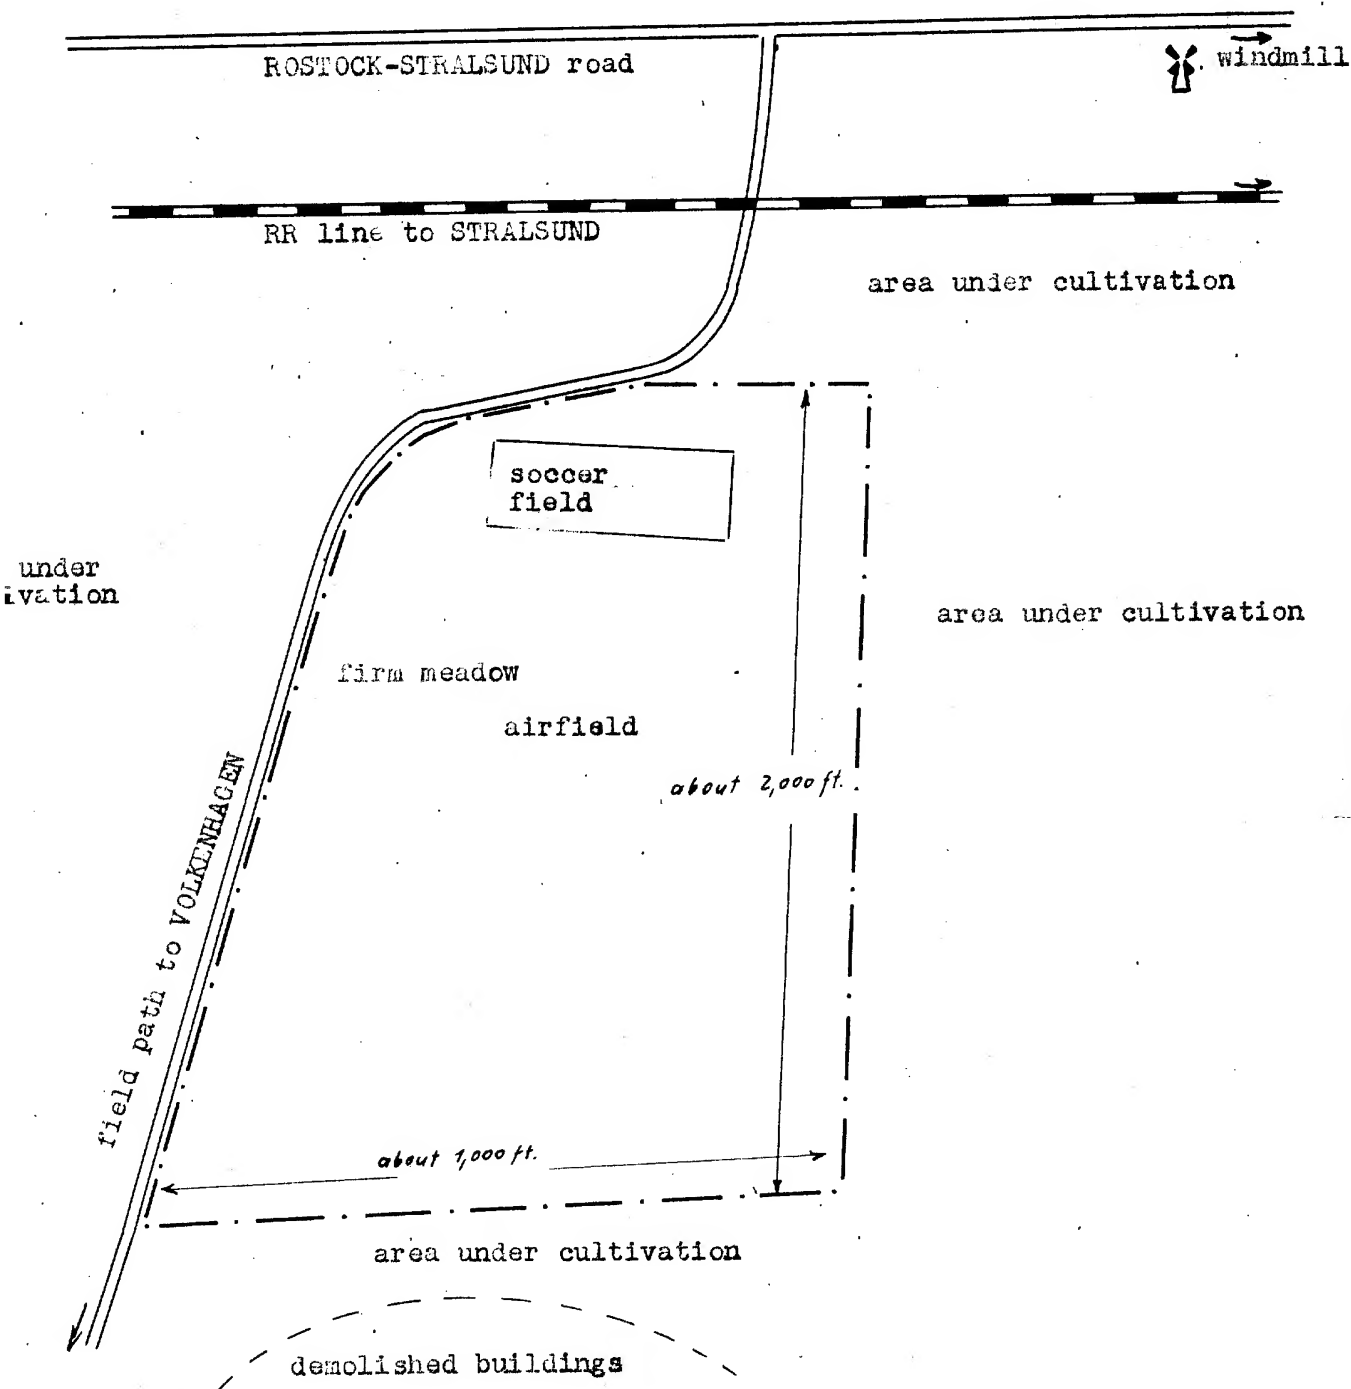 ROSTOCK-STRALSUND road
windmill
RR line to STRALSUND
area under cultivation
soccer
field
under
ivation
area under cultivation
firm meadow
airfield
about 2,000 ft.
field path to VOLKENHAGEN
about 1,000 ft.
area under cultivation
demolished buildings